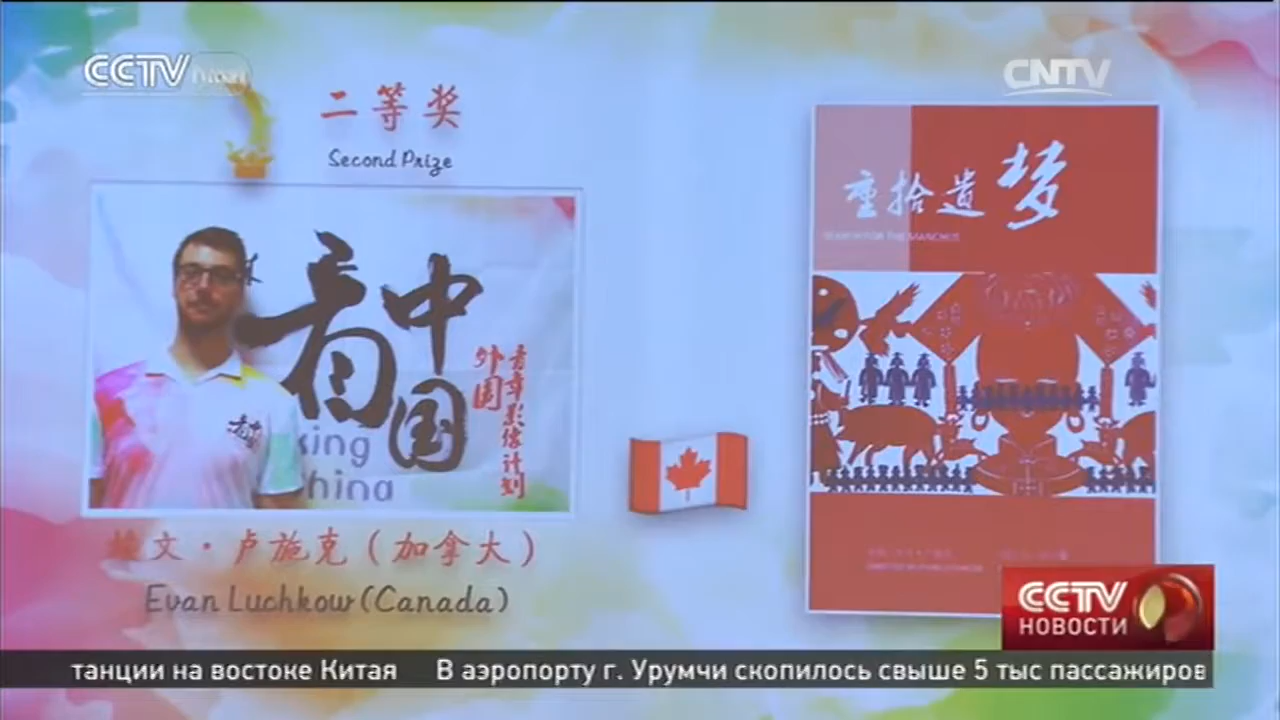 CCTV
CNTV
二等奖
Second Prize
看中国
外国
青年影像计划
king
hina
文·卢施克（加拿大）
Evan Luchkow (Canada)
重拾遗梦
CCTV
НОВОСТИ
танции на востоке Китая В аэропорту г. Урумчи скопилось свыше 5 тыс пассажиров